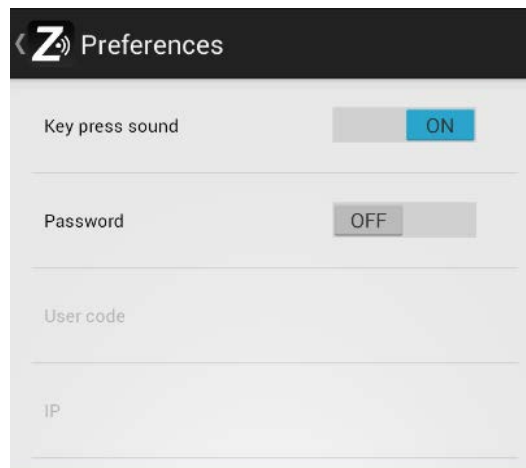 Z Preferences
Key press sound ON
Password OFF
User code
IP